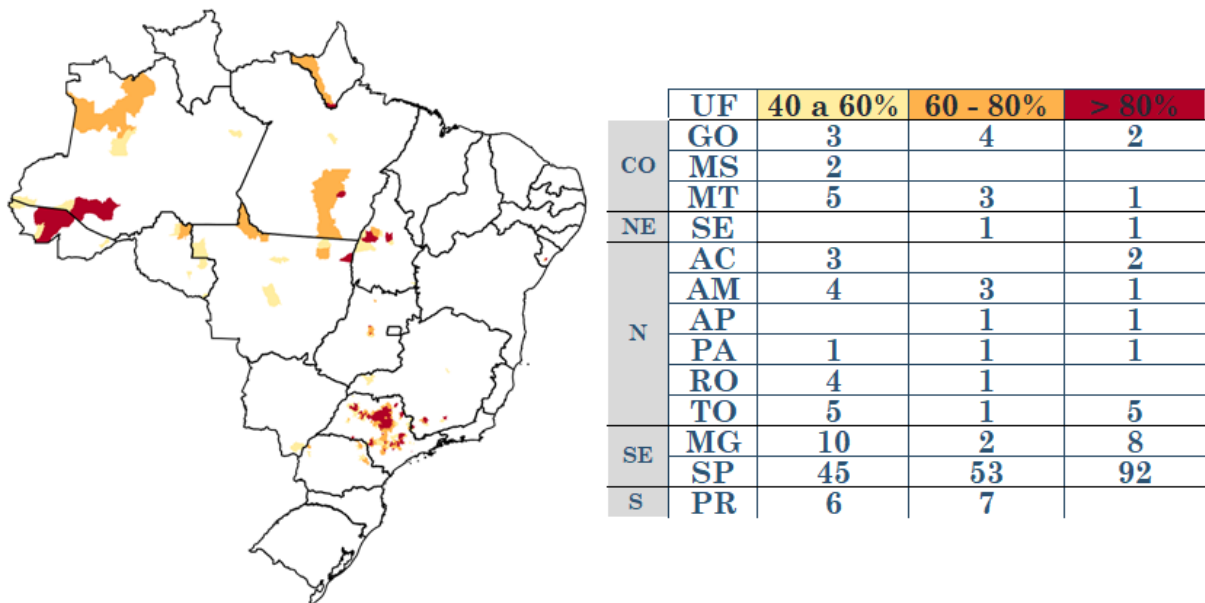 UF 40 a 60% 60 - 80% > 80%
CO
GO 3 4 2
MS 2
MT 5 3 1
NE
SE 1 1
N
AC 3 2
AM 4 3 1
AP 1 1
PA 1 1 1
RO 4 1
TO 5 1 5
SE
MG 10 2 8
SP 45 53 92
S
PR 6 7